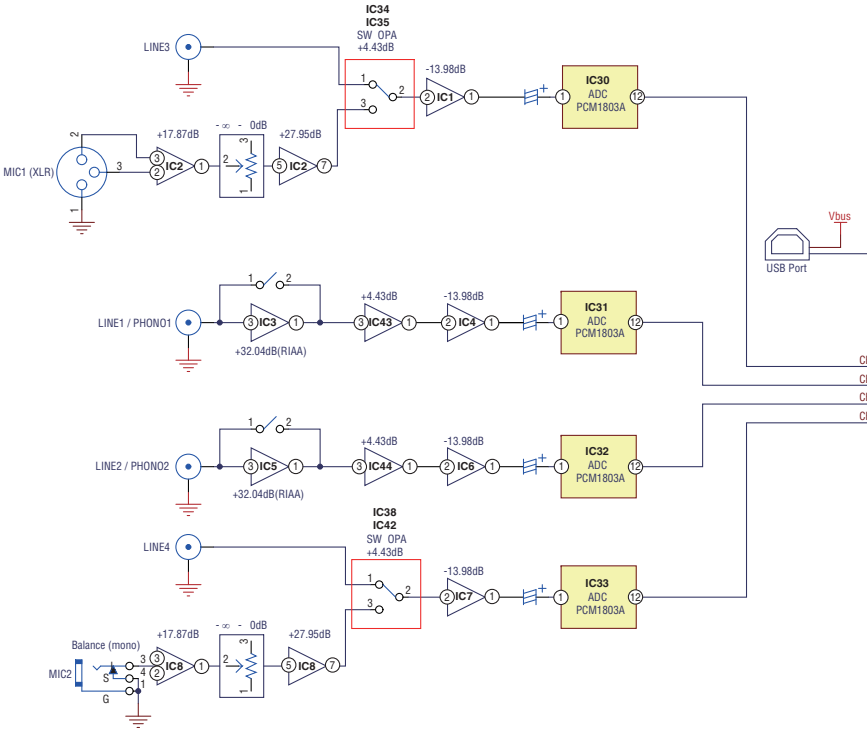 IC34
IC35
SW OPA
+4.43dB
LINE3
1
2
3
-13.98dB
2 IC1 1
1
IC30
ADC
PCM1803A
12
MIC1 (XLR)
2
3
1
+17.87dB
3
2
IC2 1
- ∞ - 0dB
3
2
1
+27.95dB
5 IC2 7
Vbus
USB Port
LINE1 / PHONO1
1 2
3 IC3 1
+32.04dB(RIAA)
+4.43dB
3 IC43 1
-13.98dB
2 IC4 1
1
IC31
ADC
PCM1803A
12
LINE2 / PHONO2
1 2
3 IC5 1
+32.04dB(RIAA)
+4.43dB
3 IC44 1
-13.98dB
2 IC6 1
1
IC32
ADC
PCM1803A
12
IC38
IC42
SW OPA
+4.43dB
LINE4
1
2
3
-13.98dB
2 IC7 1
1
IC33
ADC
PCM1803A
12
Balance (mono)
MIC2
S
G
3
4
1
+17.87dB
3
2
IC8 1
- ∞ - 0dB
3
2
1
+27.95dB
5 IC8 7